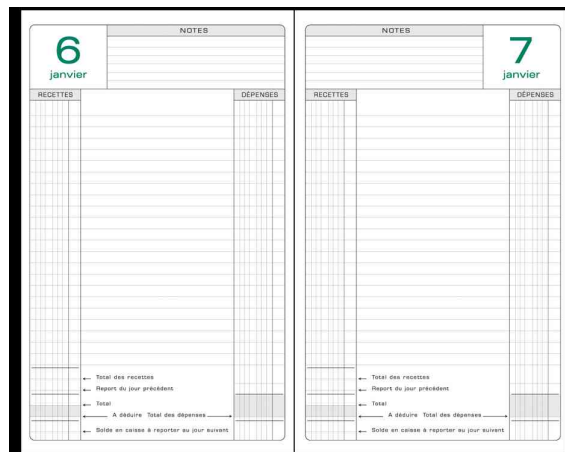 6
janvier
NOTES
RECETTES
DÉPENSES
Total des recettes
Report du jour précédent
Total
A déduire Total des dépenses
Solde en caisse à reporter au jour suivant
NOTES
7
janvier
RECETTES
DÉPENSES
Total des recettes
Report du jour précédent
Total
A déduire Total des dépenses
Solde en caisse à reporter au jour suivant